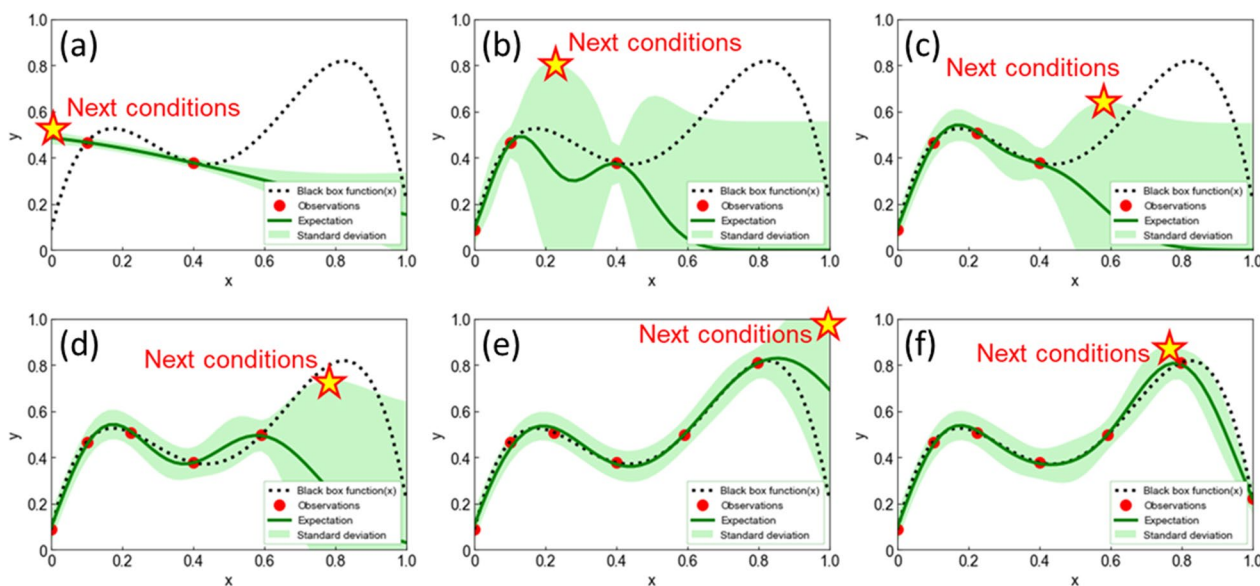 (a)
Next conditions
1.0
0.8
0.6
0.4
0.2
0
y
Black box function(x)
Observations
Expectation
Standard deviation
0
0.2
0.4
0.6
0.8
1.0
x
(b)
Next conditions
1.0
0.8
0.6
0.4
0.2
0
y
Black box function(x)
Observations
Expectation
Standard deviation
0
0.2
0.4
0.6
0.8
1.0
x
(c)
Next conditions
1.0
0.8
0.6
0.4
0.2
0
y
Black box function(x)
Observations
Expectation
Standard deviation
0
0.2
0.4
0.6
0.8
1.0
x
(d)
Next conditions
1.0
0.8
0.6
0.4
0.2
0
y
Black box function(x)
Observations
Expectation
Standard deviation
0
0.2
0.4
0.6
0.8
1.0
x
(e)
Next conditions
1.0
0.8
0.6
0.4
0.2
0
y
Black box function(x)
Observations
Expectation
Standard deviation
0
0.2
0.4
0.6
0.8
1.0
x
(f)
Next conditions
1.0
0.8
0.6
0.4
0.2
0
y
Black box function(x)
Observations
Expectation
Standard deviation
0
0.2
0.4
0.6
0.8
1.0
x